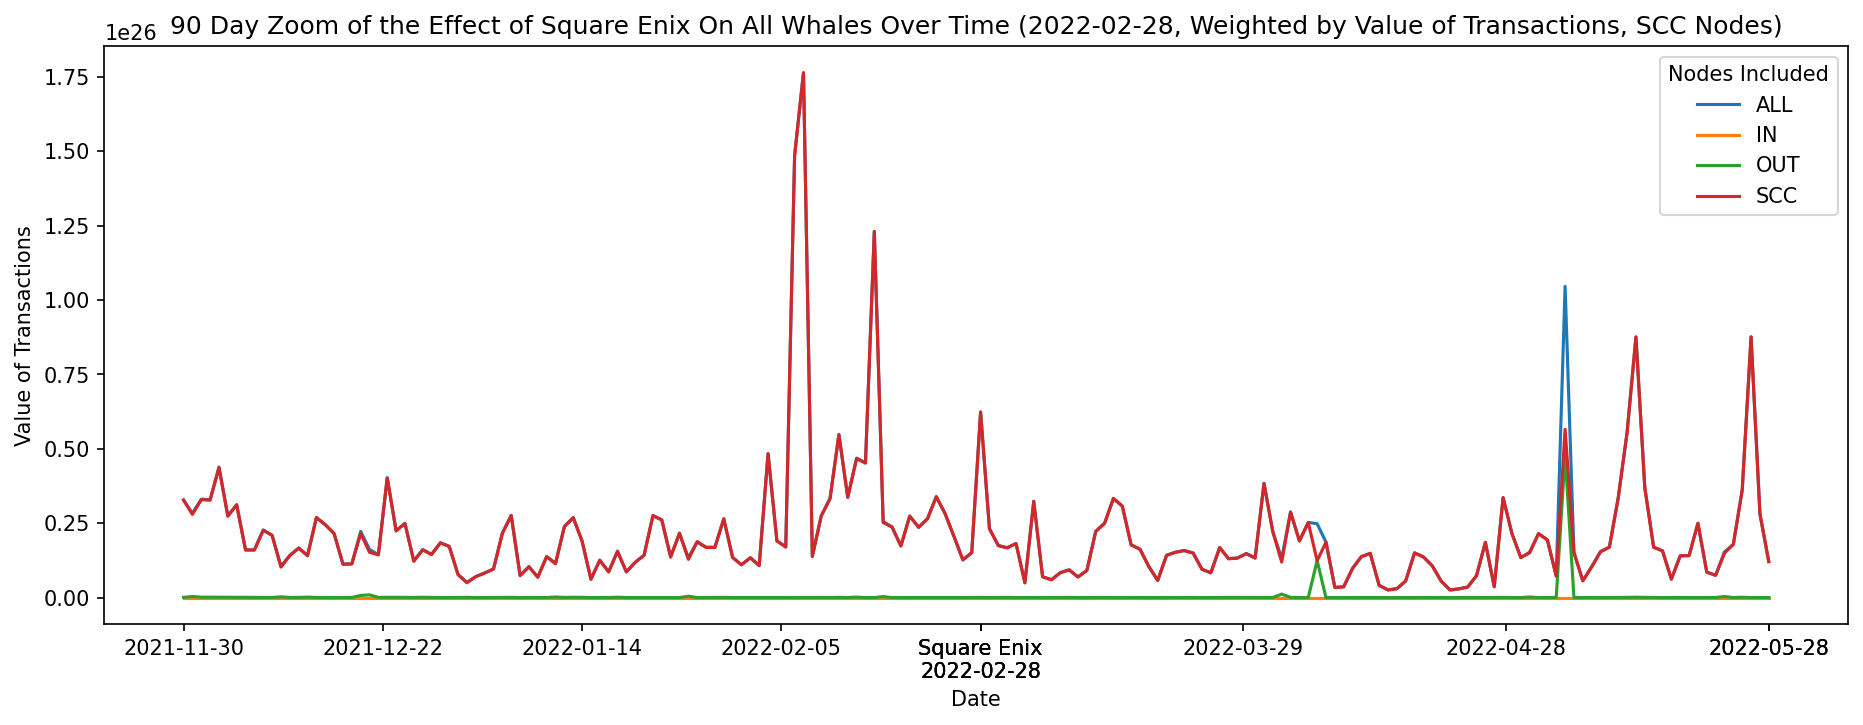 90 Day Zoom of the Effect of Square Enix On All Whales Over Time (2022-02-28, Weighted by Value of Transactions, SCC Nodes)
1e26
1.75
1.50
1.25
1.00
0.75
0.50
0.25
0.00
Value of Transactions
Nodes Included
ALL
IN
OUT
SCC
2021-11-30
2021-12-22
2022-01-14
2022-02-05
Square Enix
2022-02-28
2022-03-29
2022-04-28
2022-05-28
Date